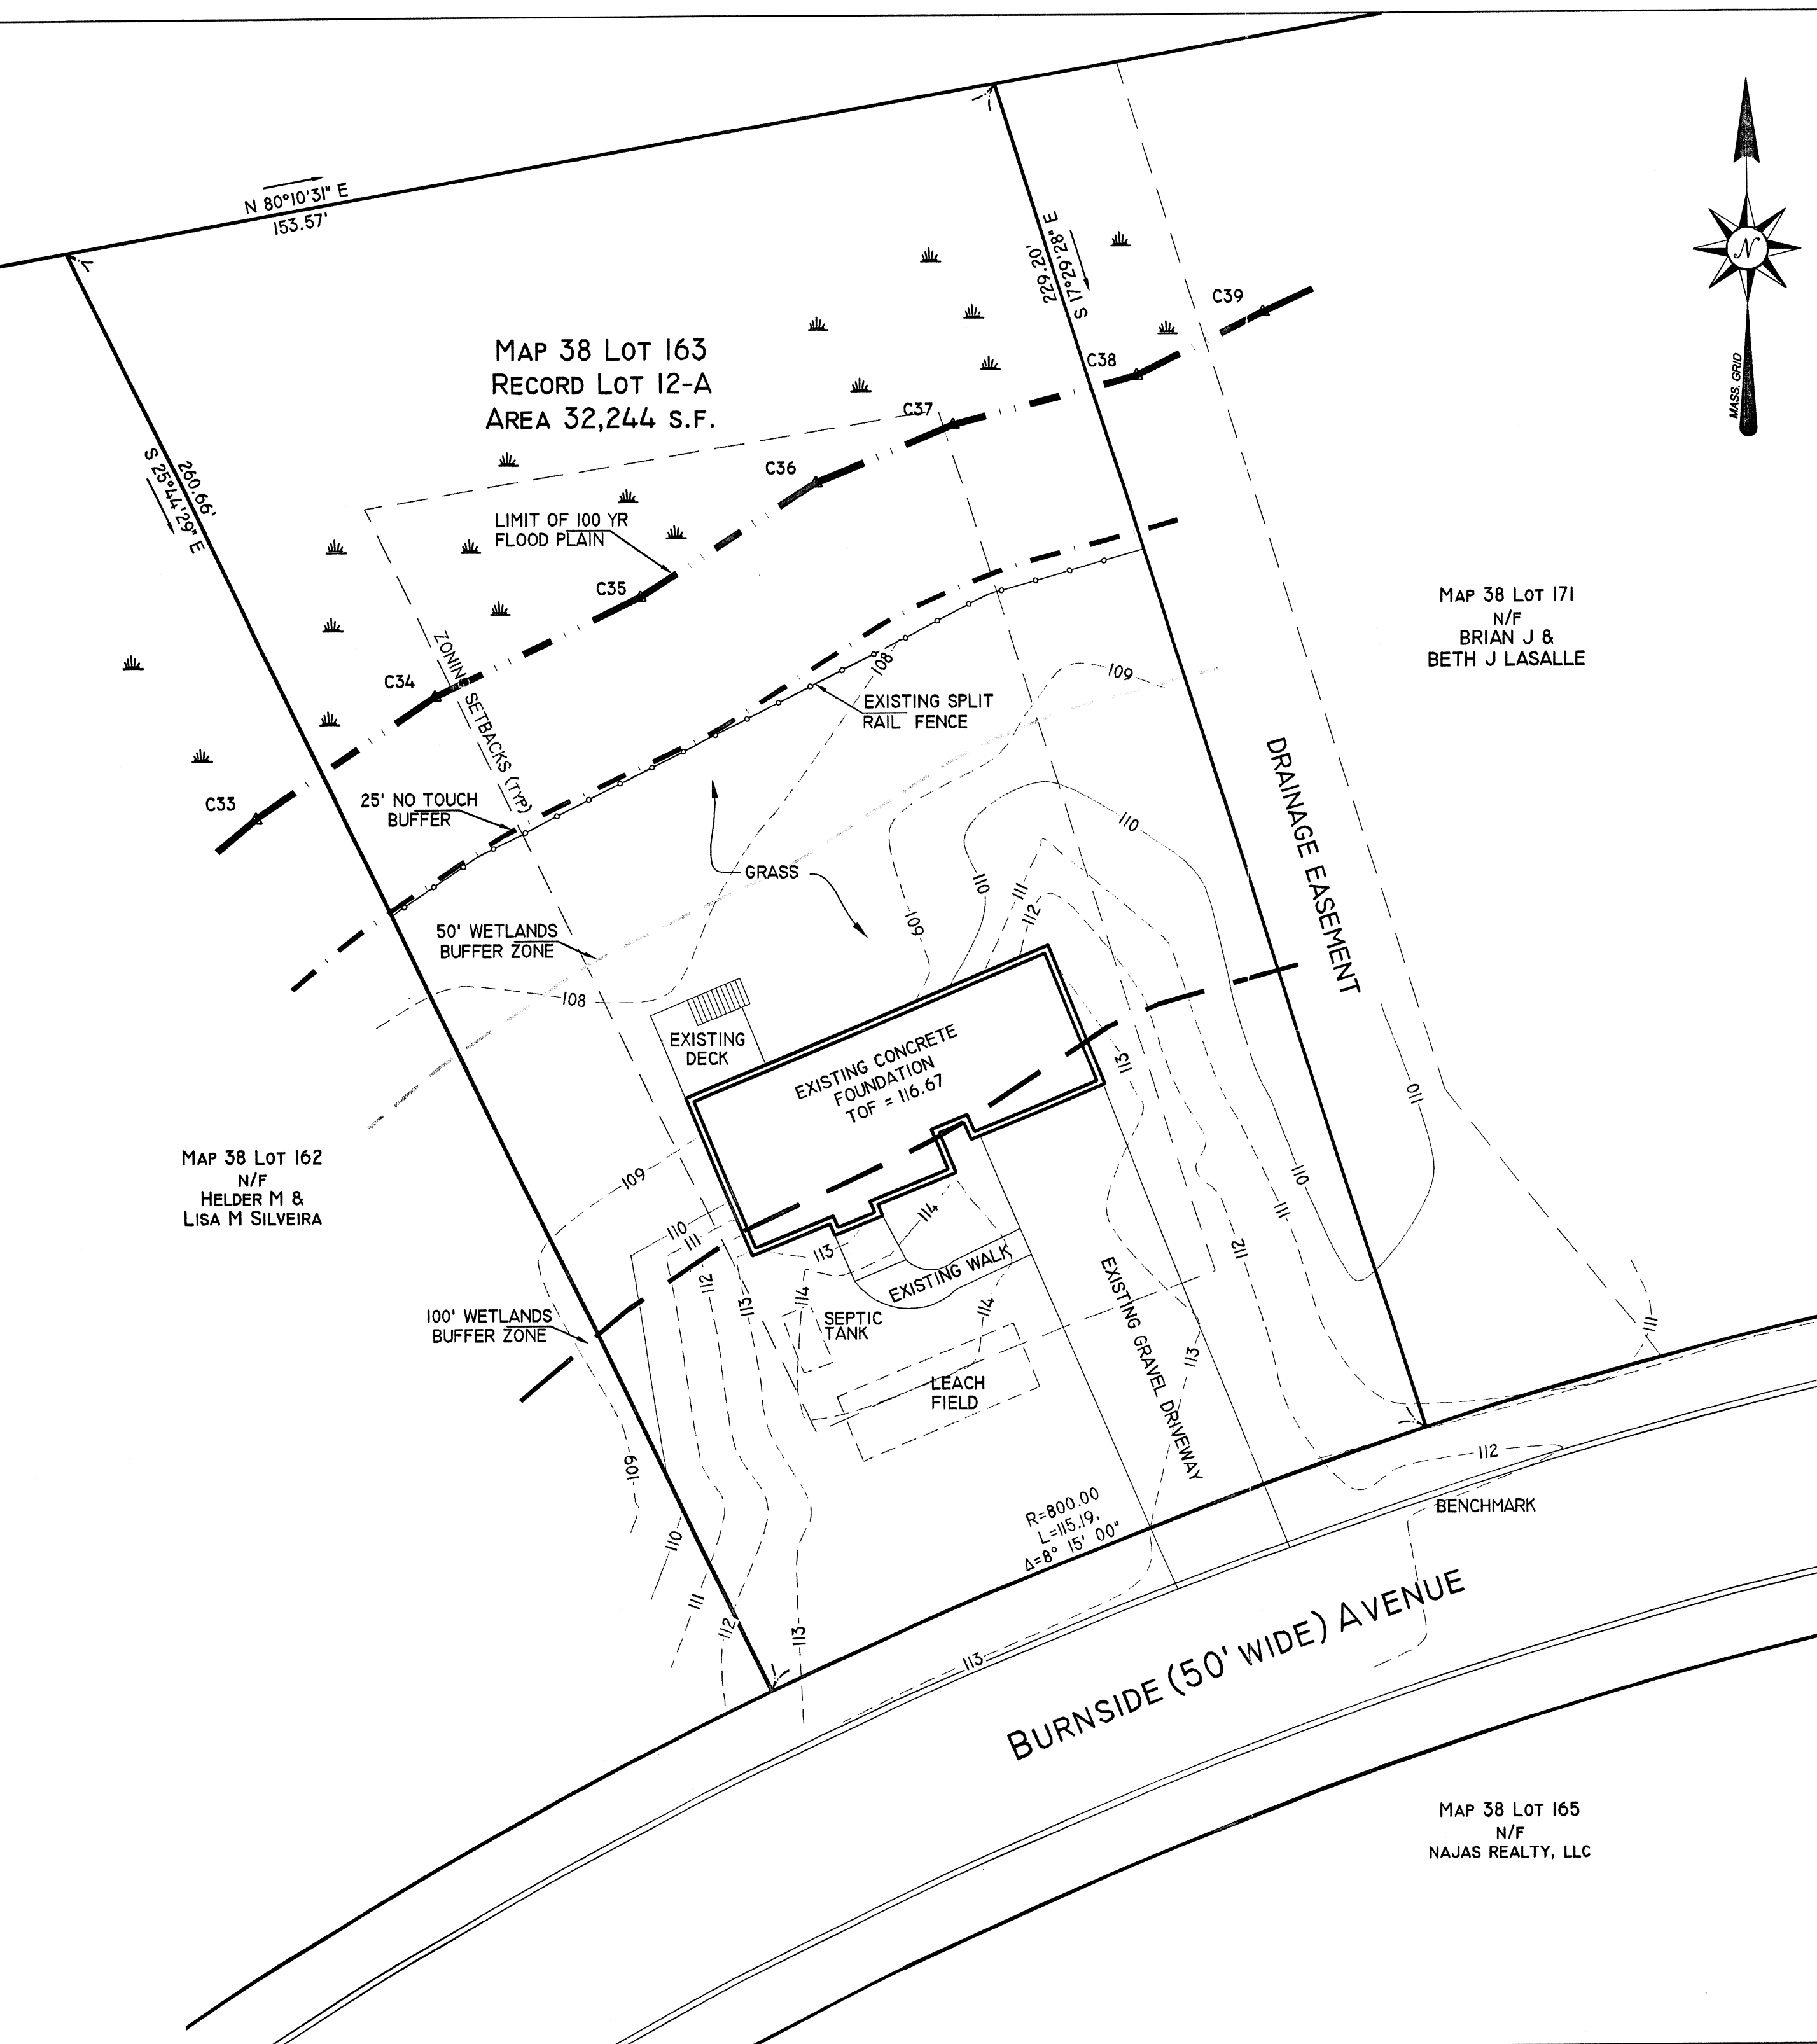 N 80°10'31" E
153.57'
S 17°29'28" E
229.20'
N
MASS. GRID
C39
C38
C37
C36
C35
C34
C33
MAP 38 LOT 163
RECORD LOT 12-A
AREA 32,244 S.F.
260.66'
S 25°44'29" E
LIMIT OF 100 YR
FLOOD PLAIN
MAP 38 LOT 171
N/F
BRIAN J &
BETH J LASALLE
ZONING SETBACKS (TYP)
108
109
EXISTING SPLIT
RAIL FENCE
25' NO TOUCH
BUFFER
DRAINAGE EASEMENT
110
GRASS
110
111
112
109
50' WETLANDS
BUFFER ZONE
108
EXISTING
DECK
EXISTING CONCRETE
FOUNDATION
TOF = 116.67
113
110
MAP 38 LOT 162
N/F
HELDER M &
LISA M SILVEIRA
109
110
111
112
113
114
113
114
114
EXISTING WALK
110
111
112
SEPTIC
TANK
100' WETLANDS
BUFFER ZONE
EXISTING GRAVEL DRIVEWAY
113
111
LEACH
FIELD
109
112
BENCHMARK
R=800.00
L=115.19,
Δ=8° 15' 00"
110
111
112
113
113
BURNSIDE (50' WIDE) AVENUE
MAP 38 LOT 165
N/F
NAJAS REALTY, LLC